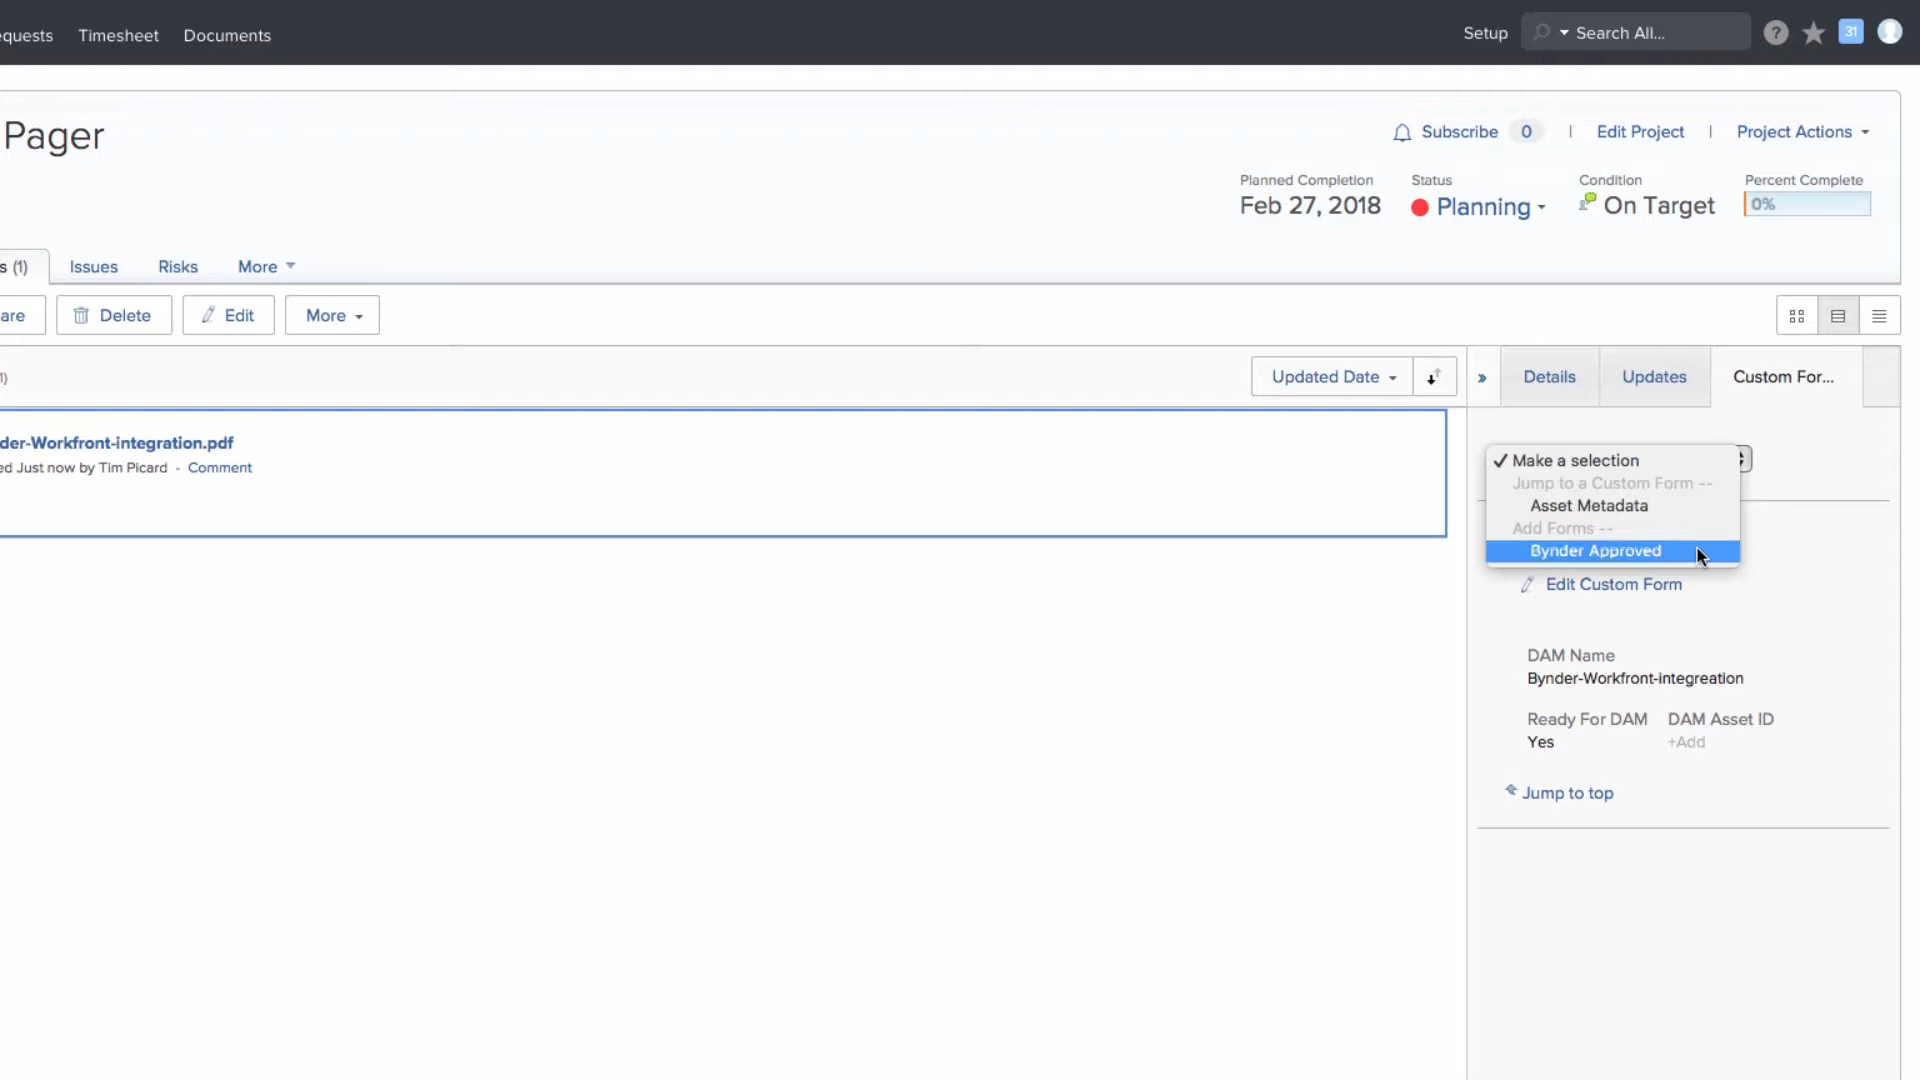 quests Timesheet Documents Setup Search All... ? 31
Pager
Subscribe 0 | Edit Project | Project Actions
Planned Completion Status Condition Percent Complete
Feb 27, 2018 Planning On Target 0%
s (1) Issues Risks More
are Delete Edit More
1) Updated Date » Details Updates Custom For...
der-Workfront-integration.pdf
ed Just now by Tim Picard - Comment
✓ Make a selection
Jump to a Custom Form --
Asset Metadata
Add Forms --
Bynder Approved
Edit Custom Form
DAM Name
Bynder-Workfront-integreation
Ready For DAM DAM Asset ID
Yes +Add
Jump to top